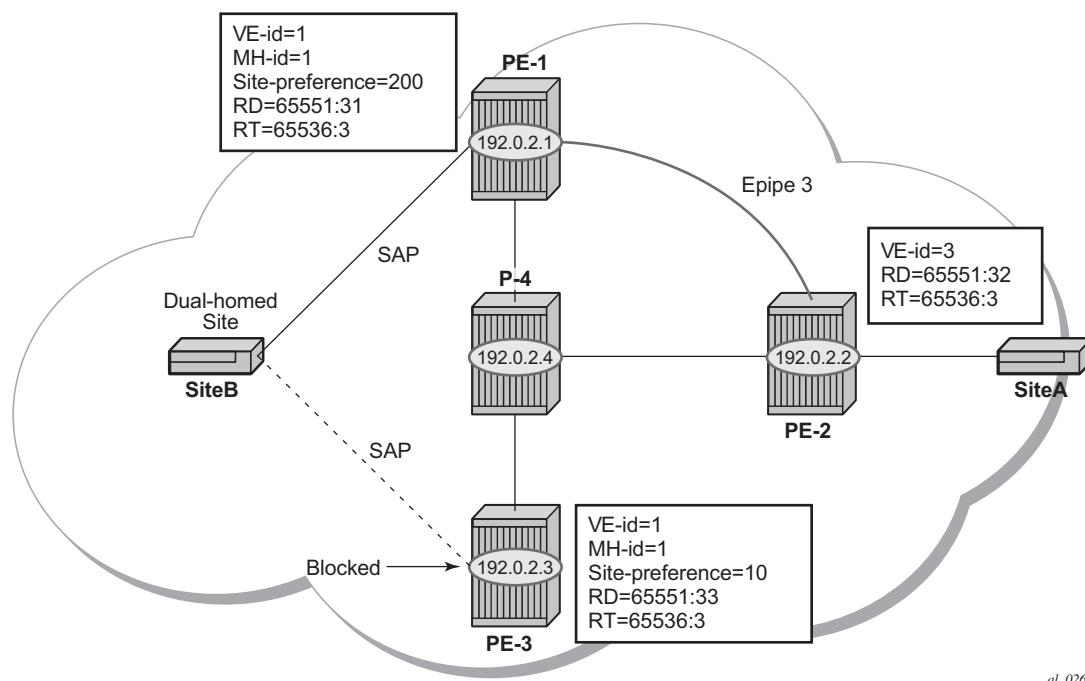 VE-id=1
MH-id=1
Site-preference=200
RD=65551:31
RT=65536:3
PE-1
192.0.2.1
Epipe 3
SAP
VE-id=3
RD=65551:32
RT=65536:3
P-4
Dual-homed
Site
192.0.2.4
192.0.2.2
SiteB
SiteA
PE-2
SAP
VE-id=1
MH-id=1
Site-preference=10
RD=65551:33
RT=65536:3
Blocked
192.0.2.3
PE-3
al_026